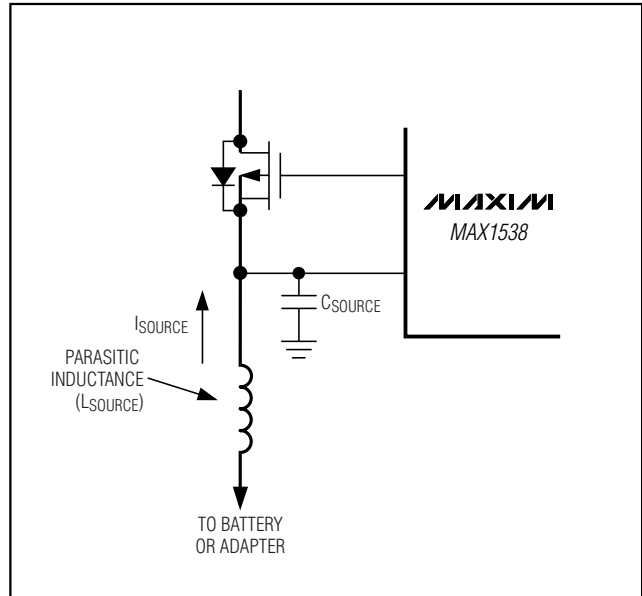 MAXIM
MAX1538
CSOURCE
ISOURCE
PARASITIC
INDUCTANCE
(LSOURCE)
TO BATTERY
OR ADAPTER